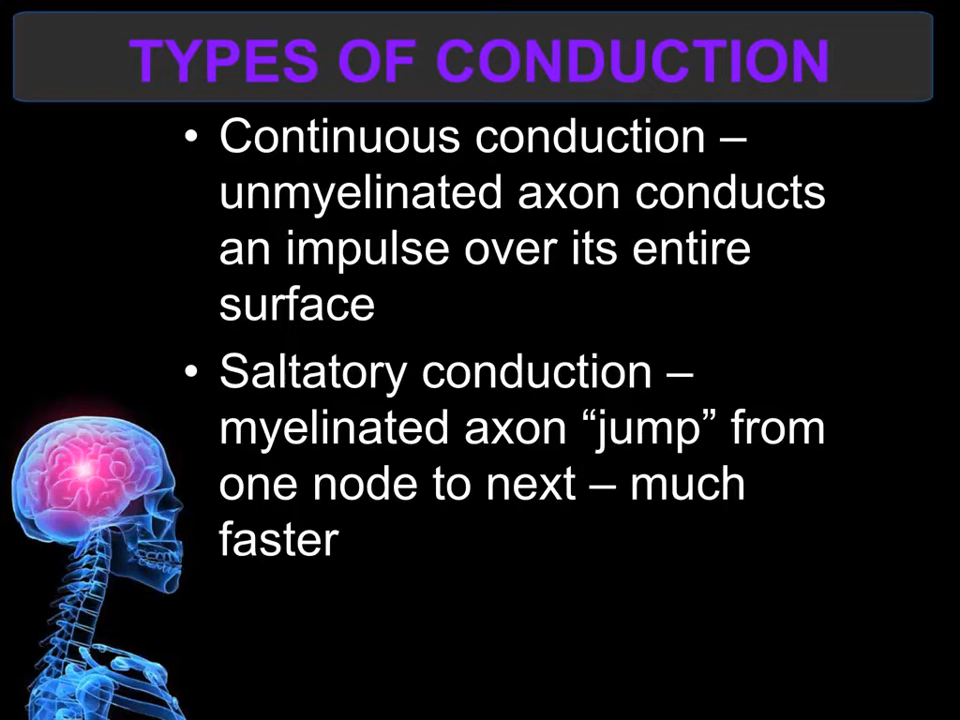 TYPES OF CONDUCTION
• Continuous conduction –
unmyelinated axon conducts
an impulse over its entire
surface
• Saltatory conduction –
myelinated axon “jump” from
one node to next – much
faster